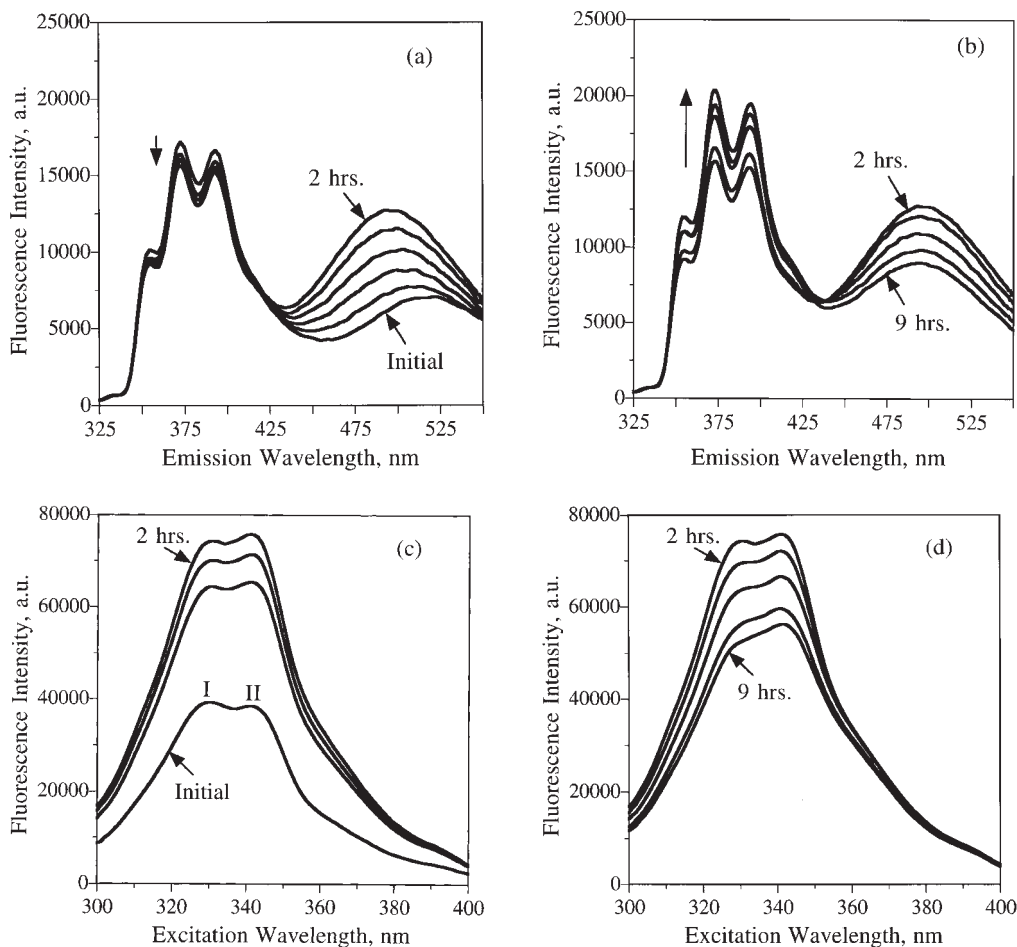 (a)
Fluorescence Intensity, a.u.
25000
20000
15000
10000
5000
0
2 hrs.
Initial
325 375 425 475 525
Emission Wavelength, nm
(b)
Fluorescence Intensity, a.u.
25000
20000
15000
10000
5000
0
2 hrs.
9 hrs.
325 375 425 475 525
Emission Wavelength, nm
(c)
Fluorescence Intensity, a.u.
80000
60000
40000
20000
0
2 hrs.
I II
Initial
300 320 340 360 380 400
Excitation Wavelength, nm
(d)
Fluorescence Intensity, a.u.
80000
60000
40000
20000
0
2 hrs.
9 hrs.
300 320 340 360 380 400
Excitation Wavelength, nm